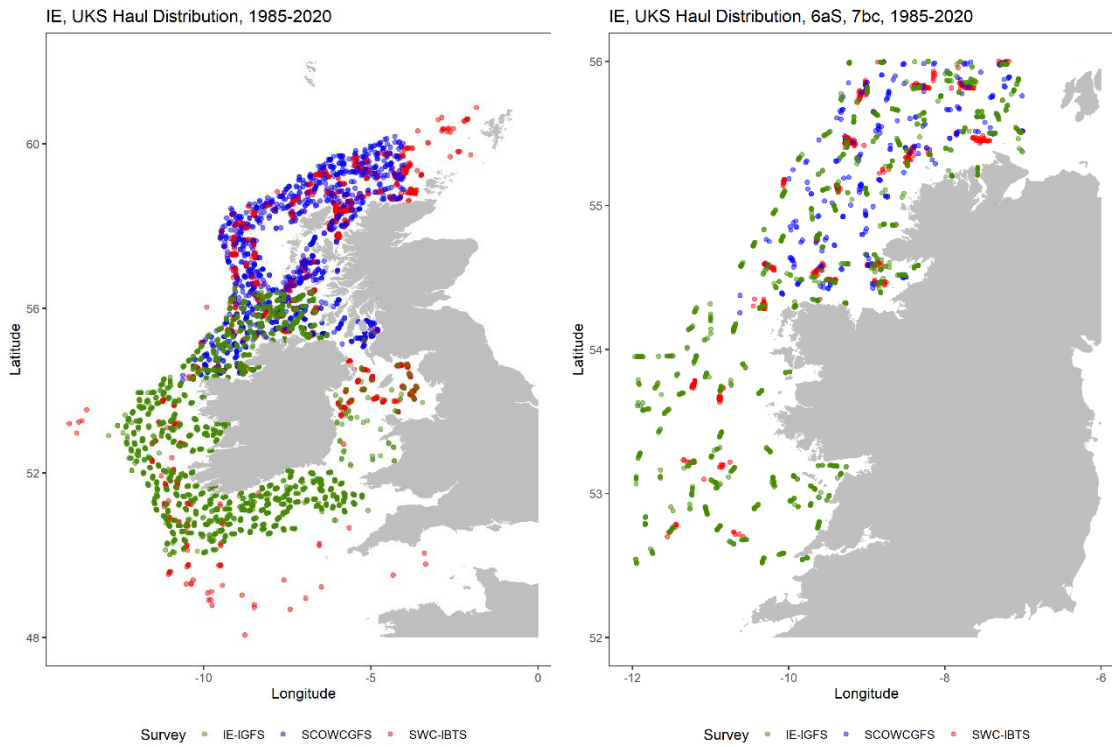 IE, UKS Haul Distribution, 1985-2020
60
56
52
48
Latitude
-10
-5
0
Longitude
Survey IE-IGFS SCOWCGFS SWC-IBTS
IE, UKS Haul Distribution, 6aS, 7bc, 1985-2020
56
55
54
53
52
Latitude
-12
-10
-8
-6
Longitude
Survey IE-IGFS SCOWCGFS SWC-IBTS